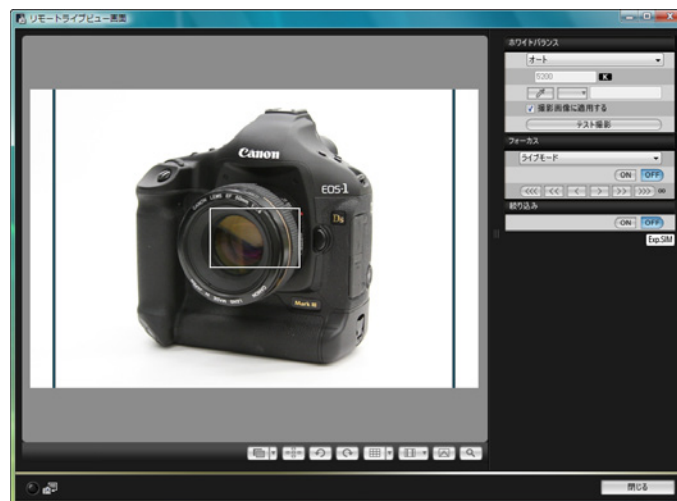 リモートライブビュー画面
ホワイトバランス
オート
5200
K
撮影画像に適用する
テスト撮影
フォーカス
ライブモード
ON OFF
<<< << < > >> >>> ∞
絞り込み
ON OFF
Exp.SIM
Canon
EOS-1
Ds
Mark III
閉じる